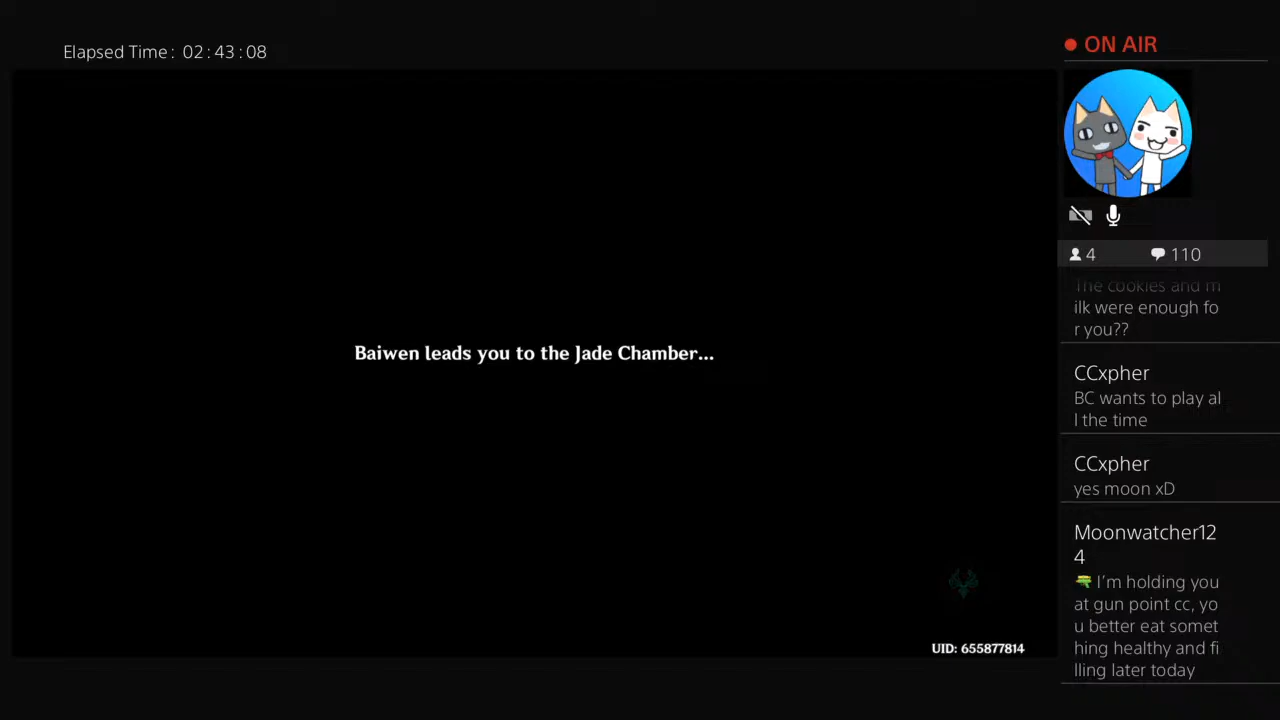 Elapsed Time: 02:43:08
ON AIR
4
110
The cookies and m
ilk were enough fo
r you??
CCxpher
BC wants to play al
l the time
CCxpher
yes moon xD
Moonwatcher12
4
I'm holding you
at gun point cc, yo
u better eat somet
hing healthy and fi
lling later today
Baiwen leads you to the Jade Chamber...
UID: 655877814